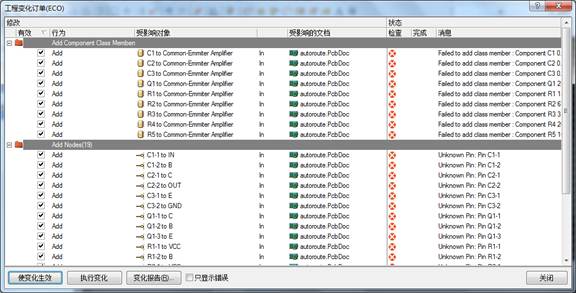 工程变化订单(ECO)
修改 状态
有效 行为 受影响对象 受影响的文档 检查 完成 消息
Add Component Class Member
Add C1 to Common-Emmiter Amplifier In autoroute.PcbDoc Failed to add class member : Component C1 0.
Add C2 to Common-Emmiter Amplifier In autoroute.PcbDoc Failed to add class member : Component C2 0.
Add C3 to Common-Emmiter Amplifier In autoroute.PcbDoc Failed to add class member : Component C3 0.
Add Q1 to Common-Emmiter Amplifier In autoroute.PcbDoc Failed to add class member : Component Q1 2
Add R1 to Common-Emmiter Amplifier In autoroute.PcbDoc Failed to add class member : Component R1 1
Add R2 to Common-Emmiter Amplifier In autoroute.PcbDoc Failed to add class member : Component R2 6
Add R3 to Common-Emmiter Amplifier In autoroute.PcbDoc Failed to add class member : Component R3 3
Add R4 to Common-Emmiter Amplifier In autoroute.PcbDoc Failed to add class member : Component R4 1
Add R5 to Common-Emmiter Amplifier In autoroute.PcbDoc Failed to add class member : Component R5 1
Add Nodes(19)
Add C1-1 to IN In autoroute.PcbDoc Unknown Pin: Pin C1-1
Add C1-2 to B In autoroute.PcbDoc Unknown Pin: Pin C1-2
Add C2-1 to C In autoroute.PcbDoc Unknown Pin: Pin C2-1
Add C2-2 to OUT In autoroute.PcbDoc Unknown Pin: Pin C2-2
Add C3-1 to E In autoroute.PcbDoc Unknown Pin: Pin C3-1
Add C3-2 to GND In autoroute.PcbDoc Unknown Pin: Pin C3-2
Add Q1-1 to C In autoroute.PcbDoc Unknown Pin: Pin Q1-1
Add Q1-2 to B In autoroute.PcbDoc Unknown Pin: Pin Q1-2
Add Q1-3 to E In autoroute.PcbDoc Unknown Pin: Pin Q1-3
Add R1-1 to VCC In autoroute.PcbDoc Unknown Pin: Pin R1-1
Add R1-2 to B In autoroute.PcbDoc Unknown Pin: Pin R1-2
使变化生效 执行变化 变化报告(R)... 只显示错误 关闭